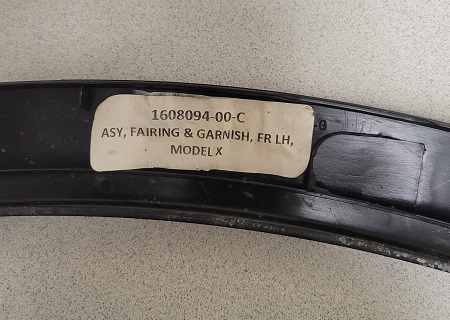 1608094-00-C
ASY, FAIRING & GARNISH, FR LH,
MODEL X